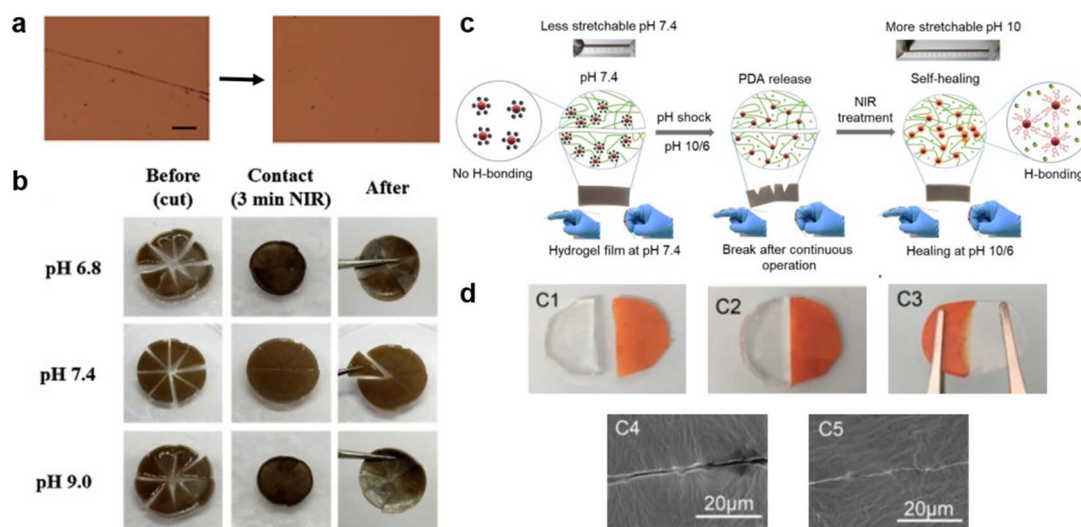 a
b
Before
(cut)
Contact
(3 min NIR)
After
pH 6.8
pH 7.4
pH 9.0
c
Less stretchable pH 7.4
More stretchable pH 10
pH 7.4
PDA release
Self-healing
pH shock
pH 10/6
NIR
treatment
No H-bonding
H-bonding
Hydrogel film at pH 7.4
Break after continuous
operation
Healing at pH 10/6
d
C1
C2
C3
C4
20μm
C5
20μm